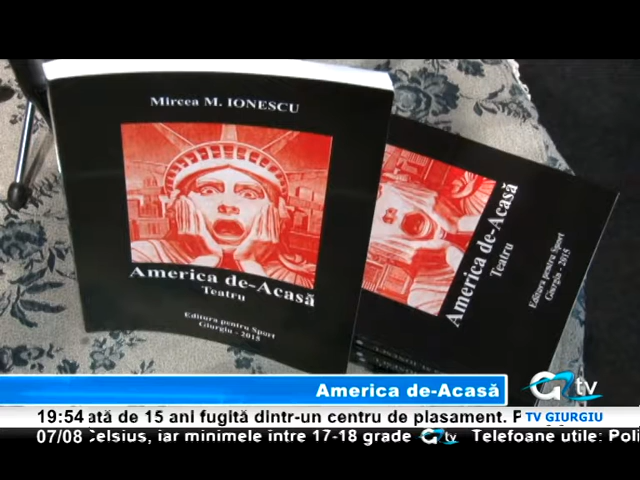 Mircea M. IONESCU
America de-Acasă
Teatru
Editura pentru Sport
Giurgiu - 2015
America de-Acasă
Teatru
Editura pentru Sport
Giurgiu - 2015
America de-Acasă
G tv
19:54 ată de 15 ani fugită dintr-un centru de plasament.
TV GIURGIU
07/08 Celsius, iar minimele între 17-18 grade G tv Telefoane utile: Poli